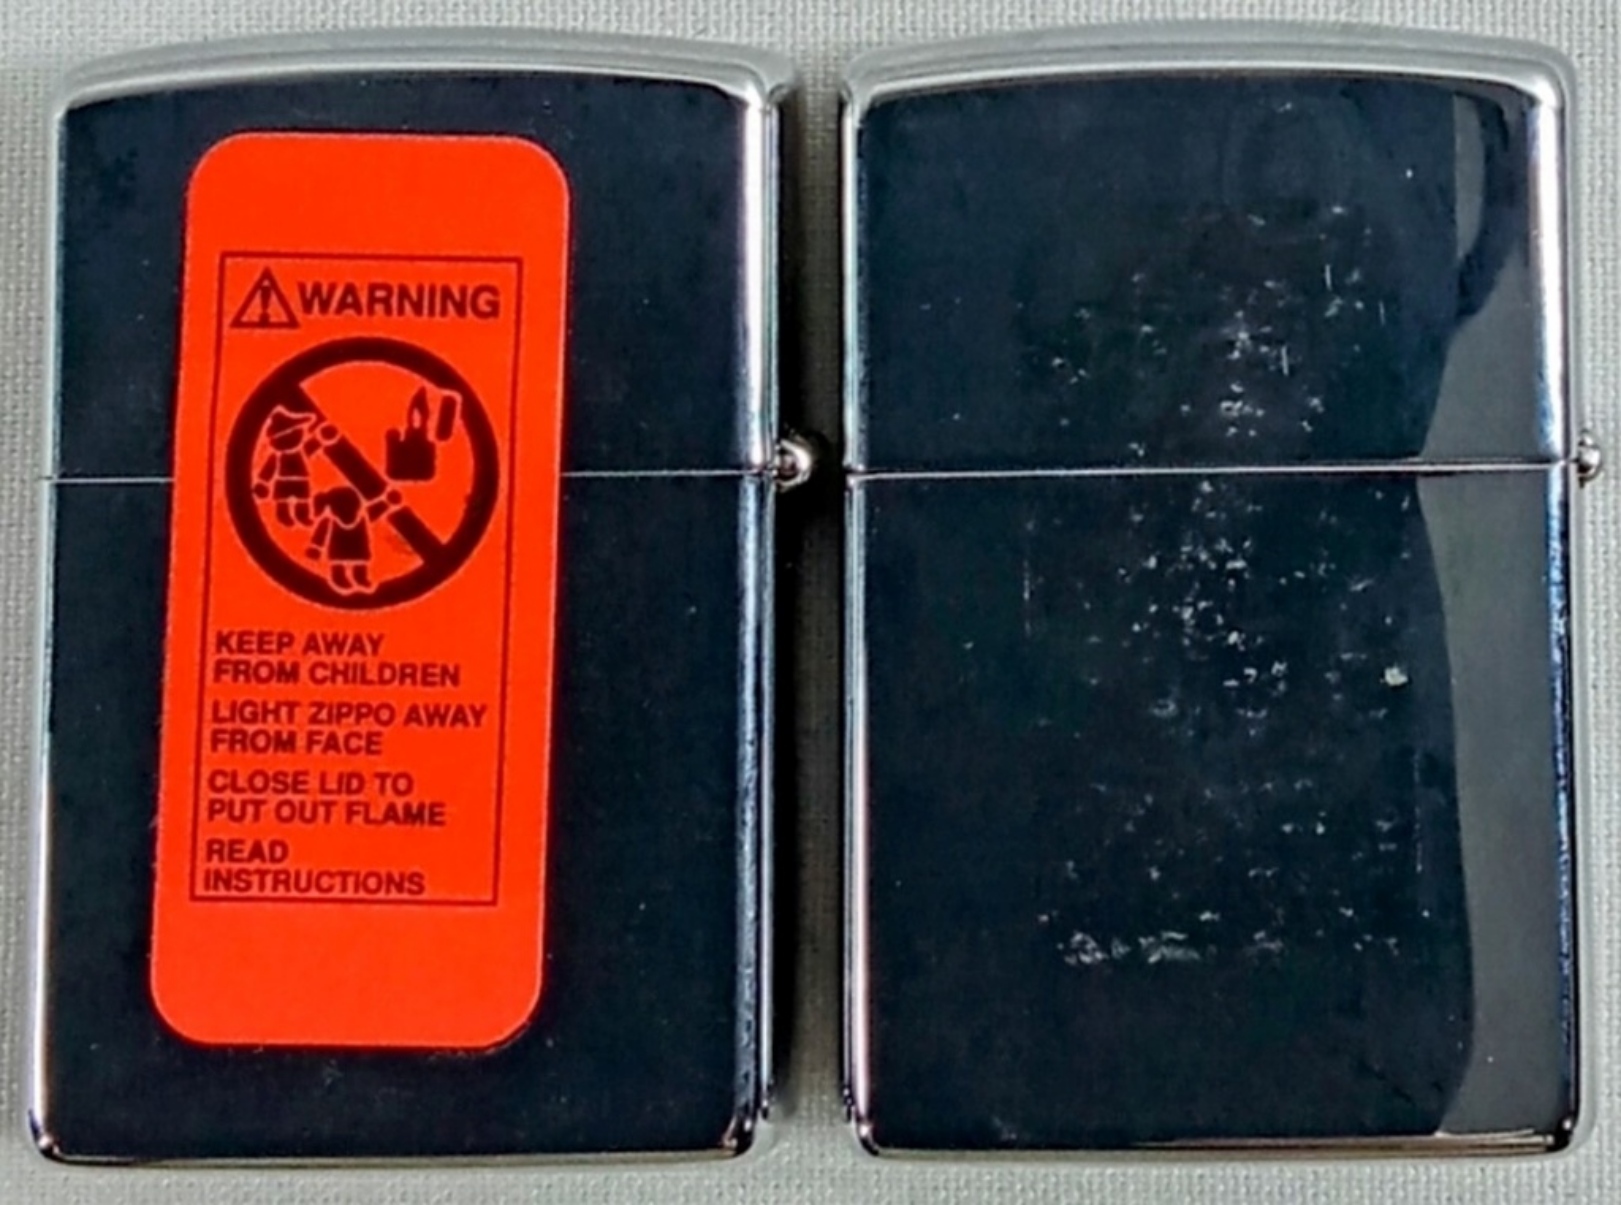 WARNING
KEEP AWAY
FROM CHILDREN
LIGHT ZIPPO AWAY
FROM FACE
CLOSE LID TO
PUT OUT FLAME
READ
INSTRUCTIONS